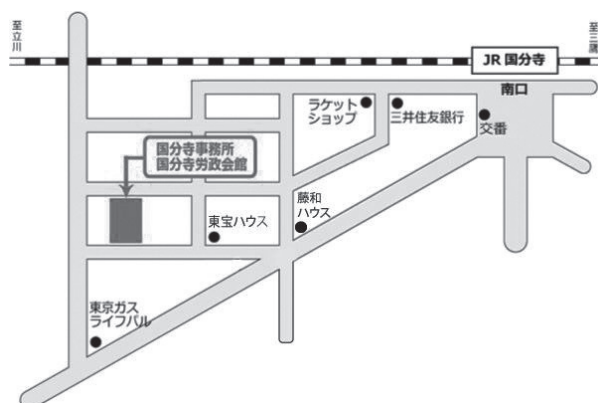 至立川
至三鷹
JR 国分寺
南口
ラケット
ショップ
三井住友銀行
交番
国分寺事務所
国分寺労政会館
藤和
ハウス
東宝ハウス
東京ガス
ライフバル